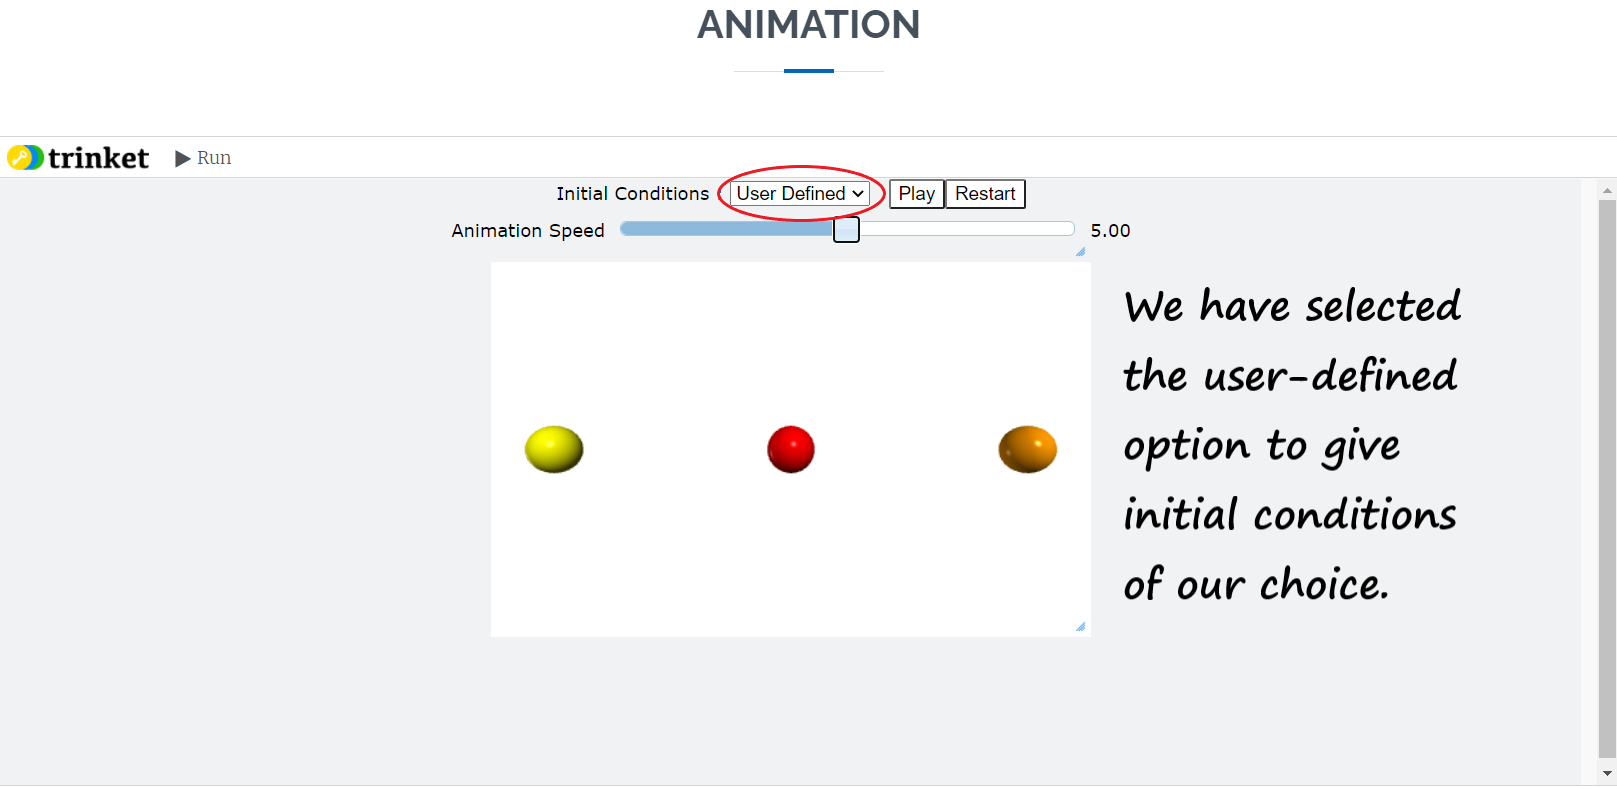 ANIMATION
trinket Run
Initial Conditions User Defined Play Restart
Animation Speed 5.00
We have selected
the user-defined
option to give
initial conditions
of our choice.